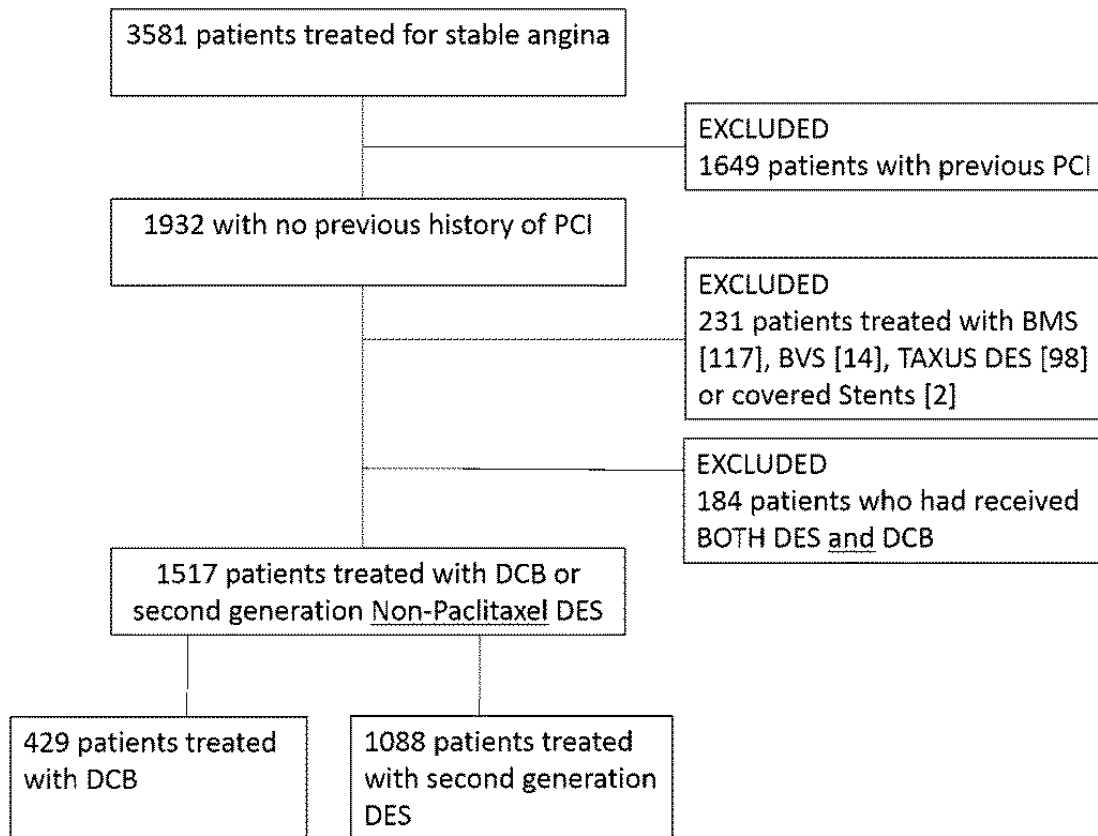 3581 patients treated for stable angina
EXCLUDED
1649 patients with previous PCI
1932 with no previous history of PCI
EXCLUDED
231 patients treated with BMS
[117], BVS [14], TAXUS DES [98]
or covered Stents [2]
EXCLUDED
184 patients who had received
BOTH DES and DCB
1517 patients treated with DCB or
second generation Non-Paclitaxel DES
429 patients treated
with DCB
1088 patients treated
with second generation
DES